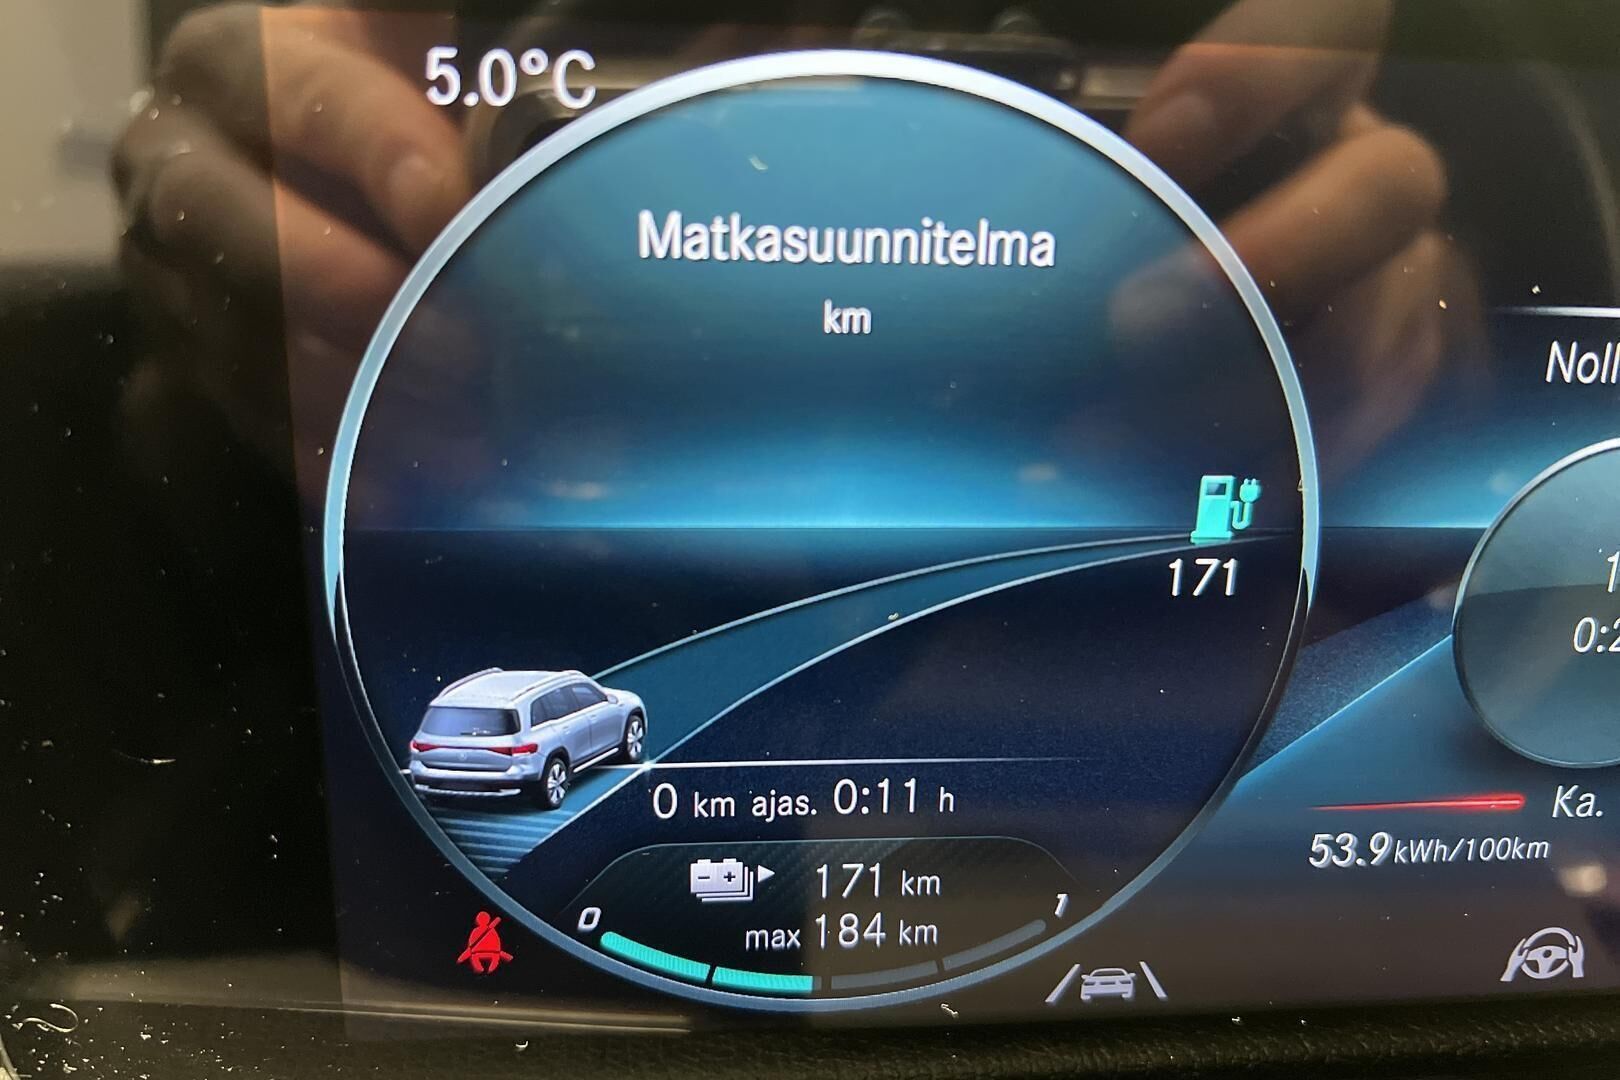 5.0°C
Matkasuunnitelma
km
171
0 km ajas. 0:11 h
171 km
max 184 km
0
1
Ka.
53.9 kWh/100km